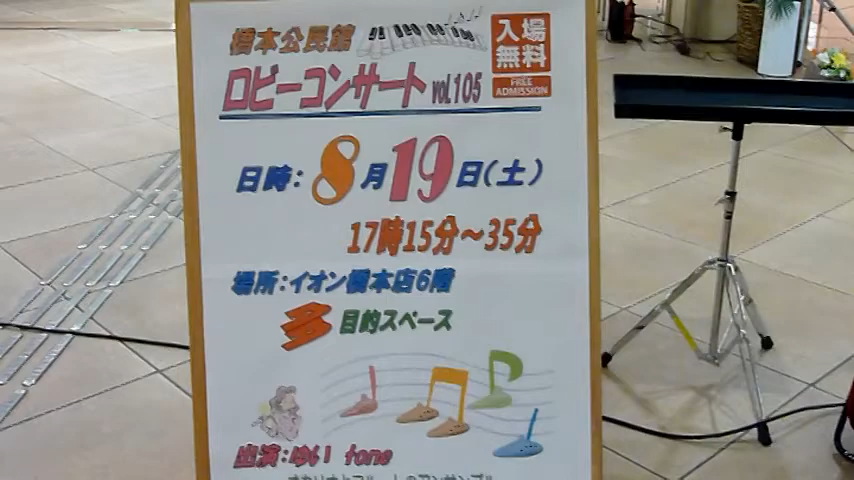 橋本公民館
入場
無料
FREE
ADMISSION
ロビーコンサート vol.105
日時:8月19日(土)
17時15分~35分
場所:イオン橋本店6階
多目的スペース
出演:ゆい tone